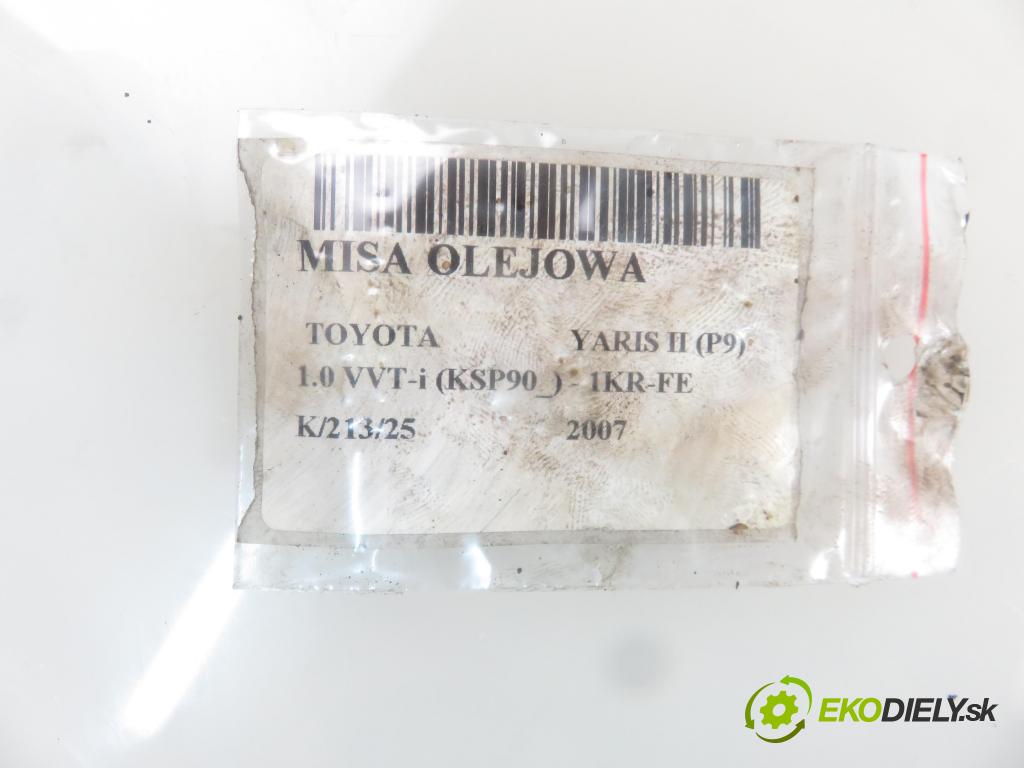 MISA OLEJOWA
TOYOTA YARIS II (P9)
1.0 VVT-i (KSP90_) - 1KR-FE
K/213/25 2007
EKODIELY.sk